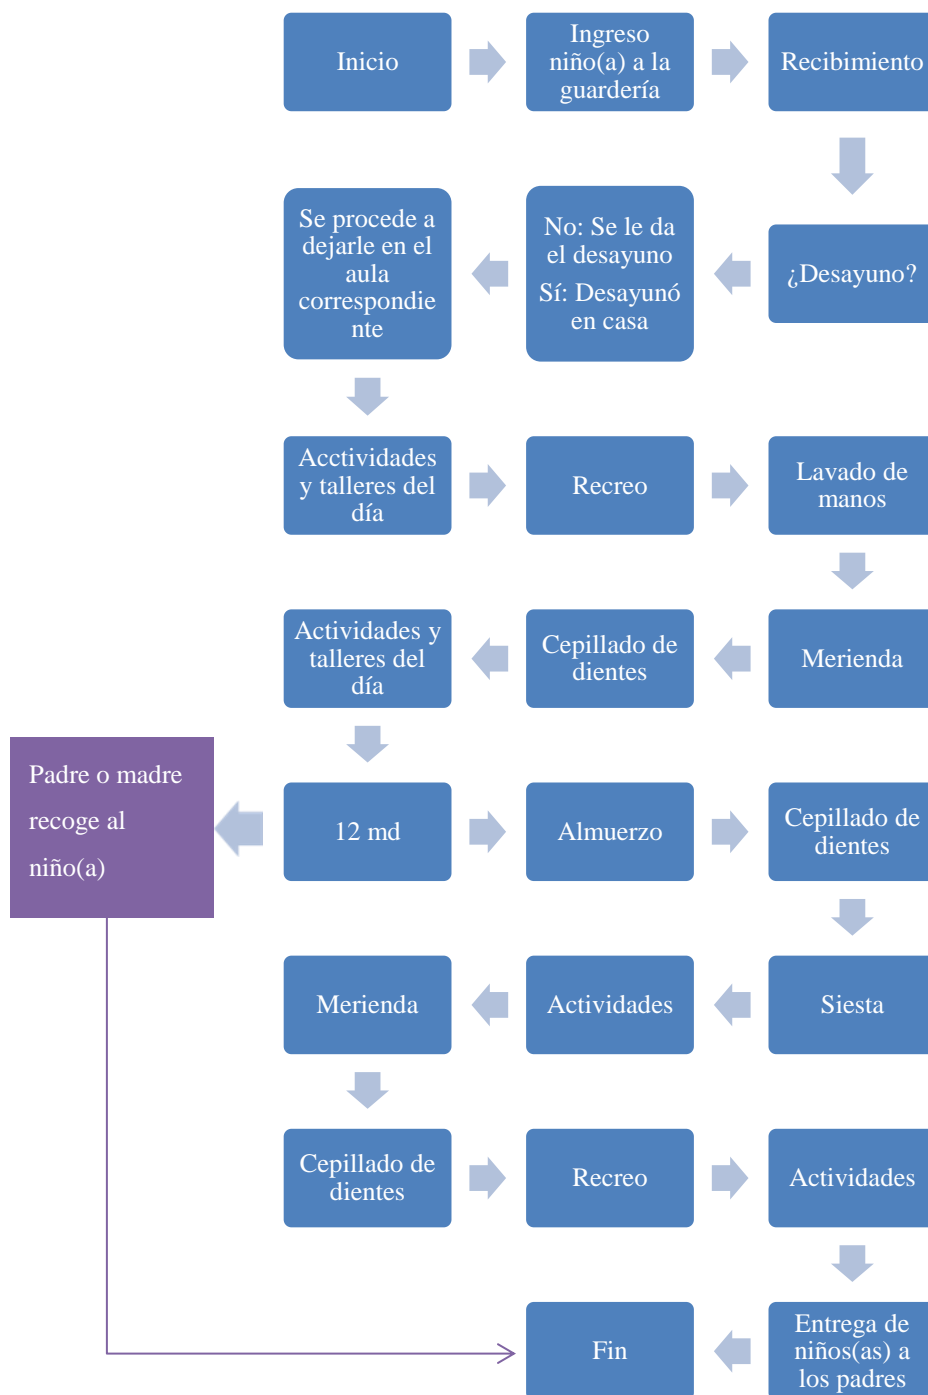 Inicio
Ingreso
niño(a) a la
guardería
Recibimiento
¿Desayuno?
No: Se le da
el desayuno
Sí: Desayunó
en casa
Se procede a
dejarle en el
aula
correspondie
nte
Acctividades
y talleres del
día
Recreo
Lavado de
manos
Merienda
Cepillado de
dientes
Actividades y
talleres del
día
12 md
Padre o madre
recoge al
niño(a)
Almuerzo
Cepillado de
dientes
Siesta
Actividades
Merienda
Cepillado de
dientes
Recreo
Actividades
Entrega de
niños(as) a
los padres
Fin